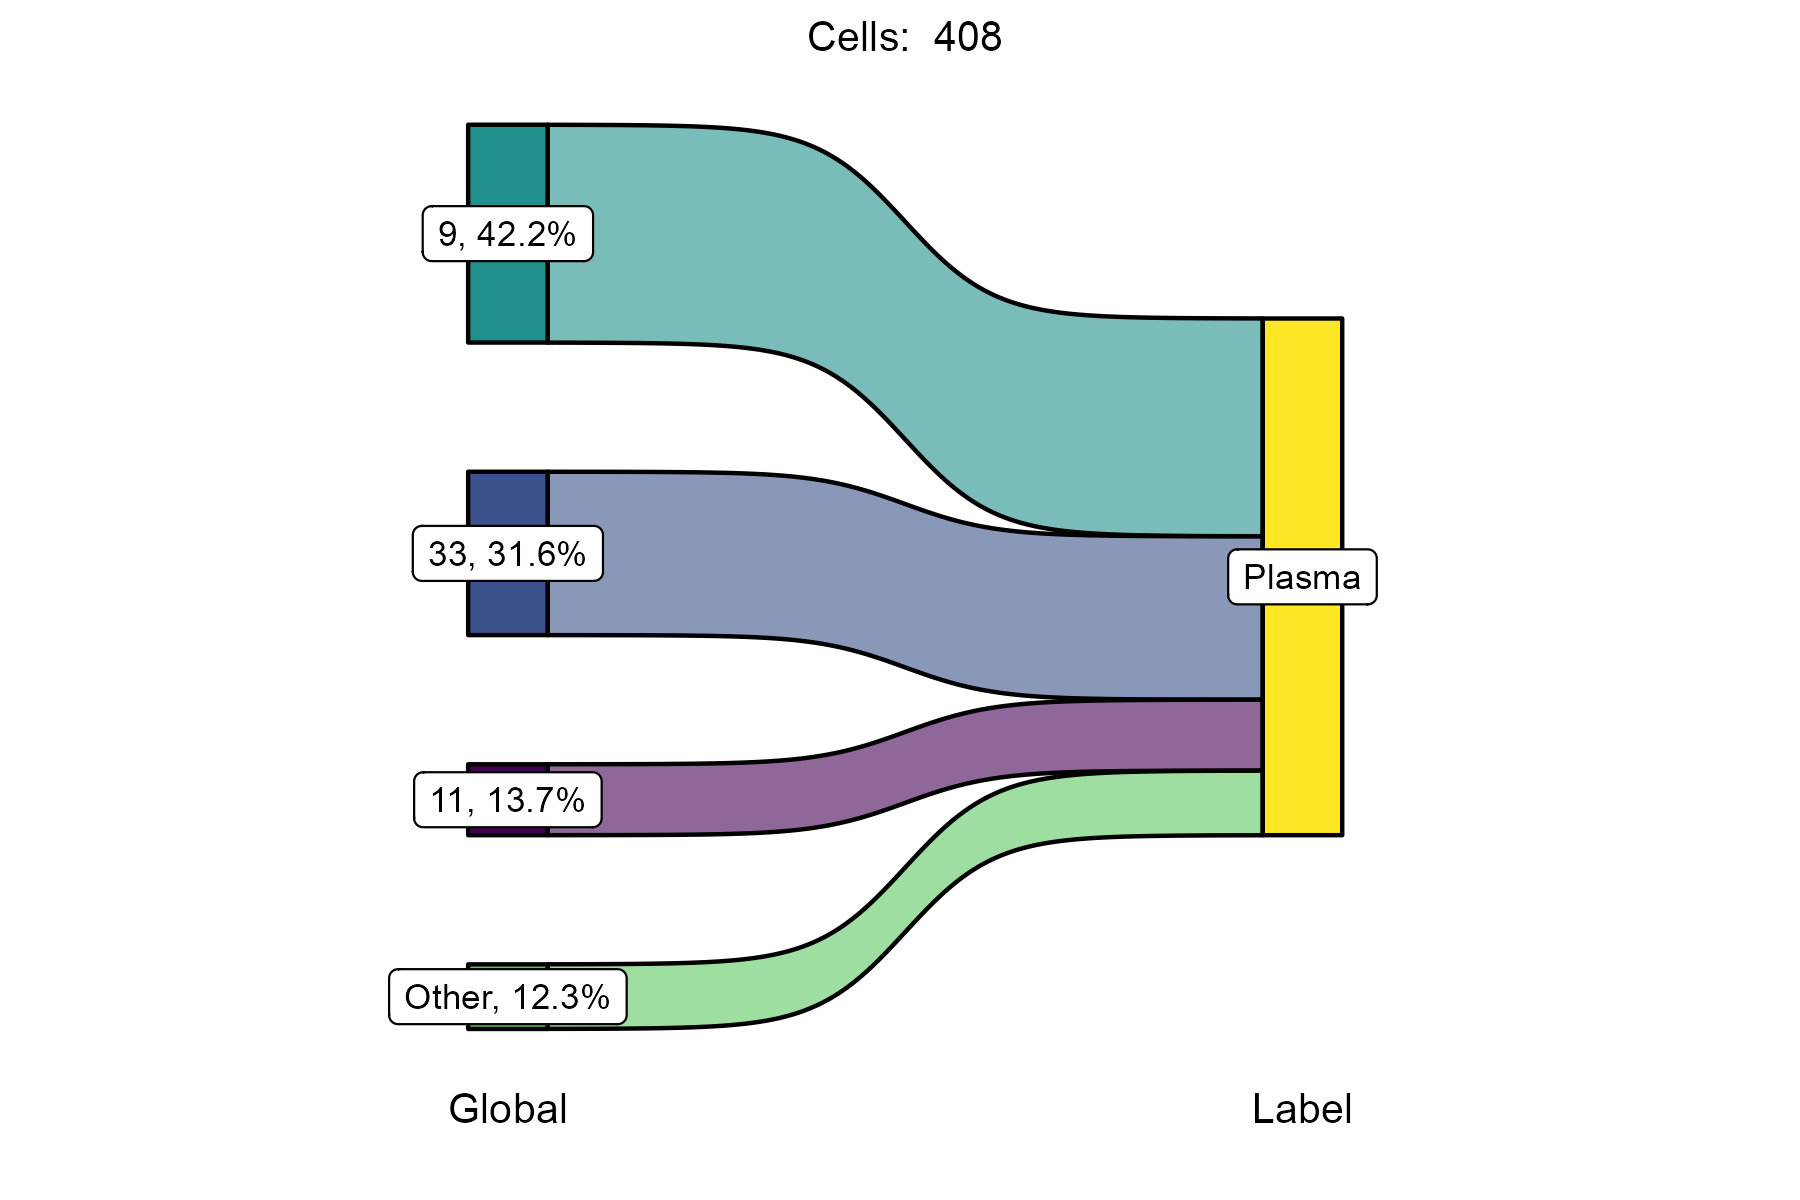 Cells:  408
9, 42.2%
33, 31.6%
Plasma
11, 13.7%
Other, 12.3%
Global
Label